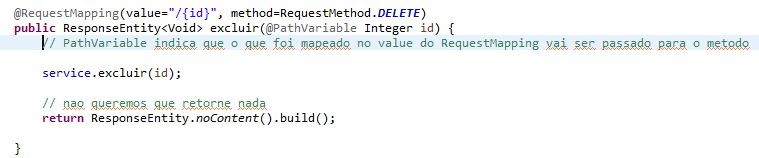 @RequestMapping(value="/{id}", method=RequestMethod.DELETE)
public ResponseEntity<Void> excluir(@PathVariable Integer id) {
// PathVariable indica que o que foi mapeado no value do RequestMapping vai ser passado para o metodo
service.excluir(id);
// nao queremos que retorne nada
return ResponseEntity.noContent().build();
}